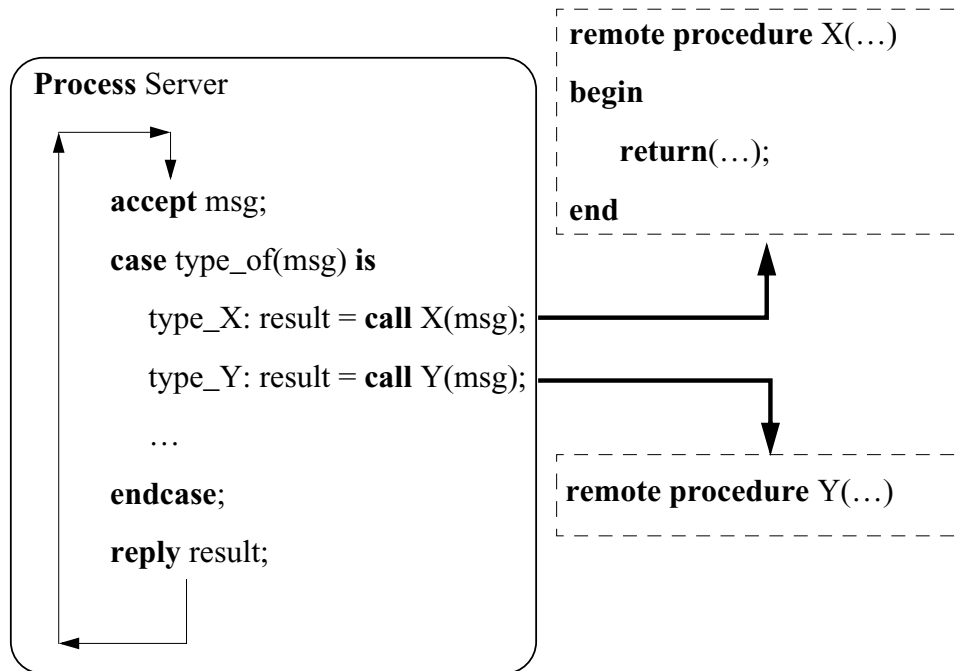 Process Server
accept msg;
case type_of(msg) is
type_X: result = call X(msg);
type_Y: result = call Y(msg);
…
endcase;
reply result;
remote procedure X(…)
begin
return(…);
end
remote procedure Y(…)